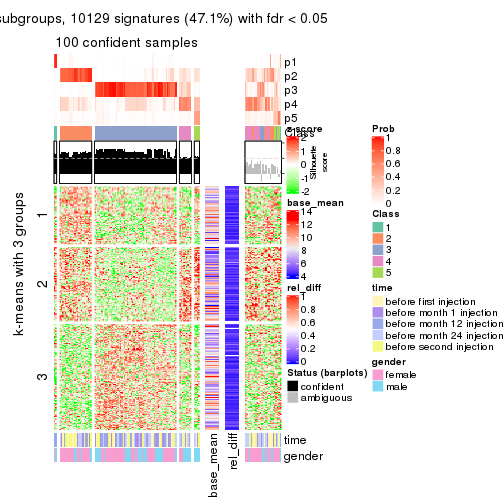 subgroups, 10129 signatures (47.1%) with fdr < 0.05
100 confident samples
p1
p2
p3
p4
p5
Class
Silhouette
score
k-means with 3 groups
1
2
3
time
gender
base_mean
rel_diff
z-score
2
1
0
-1
-2
base_mean
14
12
10
8
6
4
rel_diff
1
0.8
0.6
0.4
0.2
0
Status (barplots)
confident
ambiguous
Prob
1
0.8
0.6
0.4
0.2
0
Class
1
2
3
4
5
time
before first injection
before month 1 injection
before month 12 injection
before month 24 injection
before second injection
gender
female
male